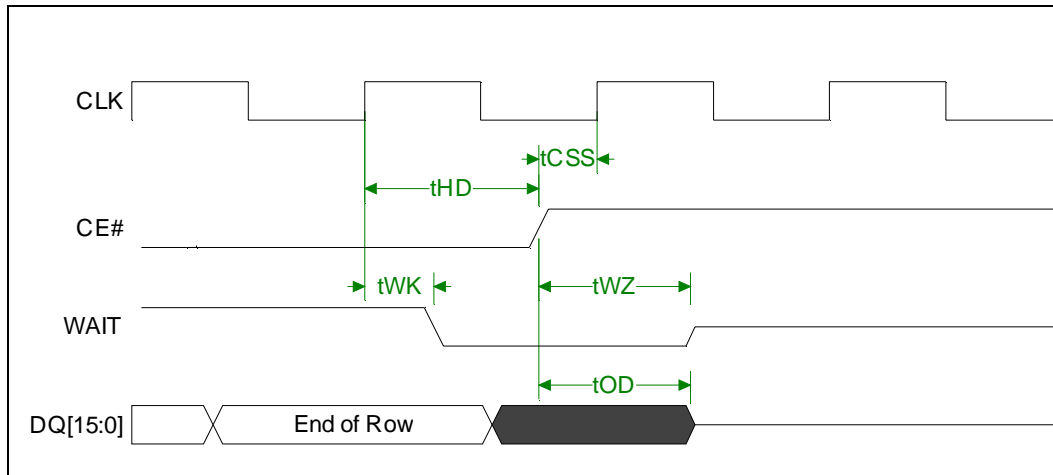 CLK
tCSS
tHD
CE#
tWK
tWZ
WAIT
tOD
DQ[15:0]
End of Row